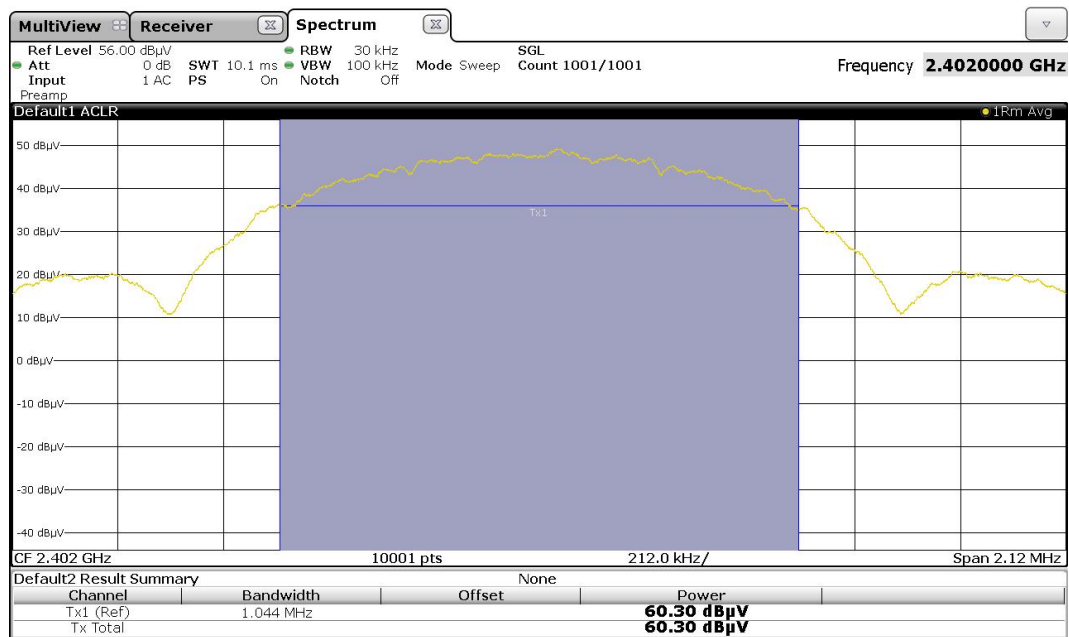 MultiView Receiver Spectrum
Ref Level 56.00 dBµV RBW 30 kHz SGL
Att 0 dB SWT 10.1 ms VBW 100 kHz Mode Sweep Count 1001/1001 Frequency 2.4020000 GHz
Input 1 AC PS On Notch Off
Preamp
Default1 ACLR 1Rm Avg
50 dBµV
40 dBµV
Tx1
30 dBµV
20 dBµV
10 dBµV
0 dBµV
-10 dBµV
-20 dBµV
-30 dBµV
-40 dBµV
CF 2.402 GHz 10001 pts 212.0 kHz/ Span 2.12 MHz
Default2 Result Summary None
Channel Bandwidth Offset Power
Tx1 (Ref) 1.044 MHz 60.30 dBµV
Tx Total 60.30 dBµV